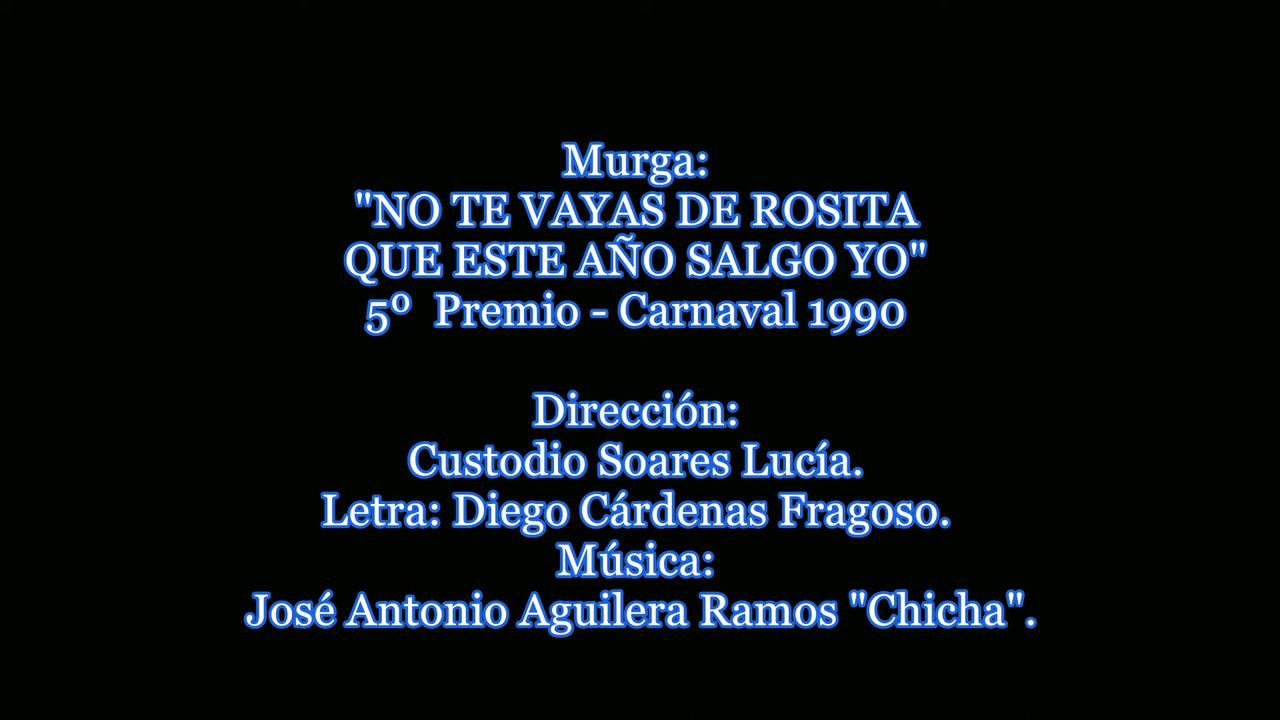 Murga:
"NO TE VAYAS DE ROSITA
QUE ESTE AÑO SALGO YO"
5º Premio - Carnaval 1990
Dirección:
Custodio Soares Lucía.
Letra: Diego Cárdenas Fragoso.
Música:
José Antonio Aguilera Ramos "Chicha".